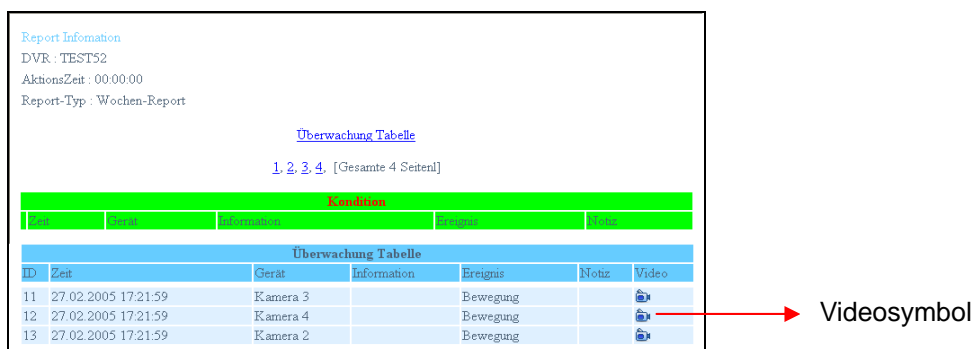 Report Infomation
DVR : TEST52
AktionsZeit : 00:00:00
Report-Typ : Wochen-Report
Überwachung Tabelle
1, 2, 3, 4, [Gesamte 4 Seitenl]
Kondition
Zeit Gerät Information Ereignis Notiz
Überwachung Tabelle
ID Zeit Gerät Information Ereignis Notiz Video
11 27.02.2005 17:21:59 Kamera 3 Bewegung
12 27.02.2005 17:21:59 Kamera 4 Bewegung Videosymbol
13 27.02.2005 17:21:59 Kamera 2 Bewegung